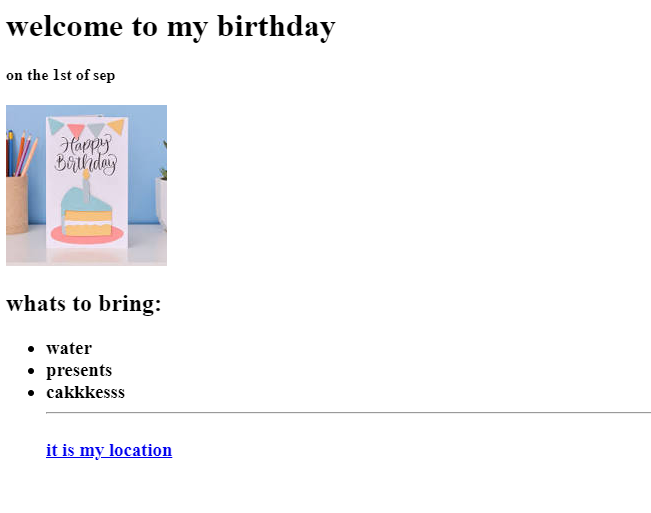 welcome to my birthday
on the 1st of sep
Happy
Birthday
whats to bring:
water
presents
cakkkesss
it is my location